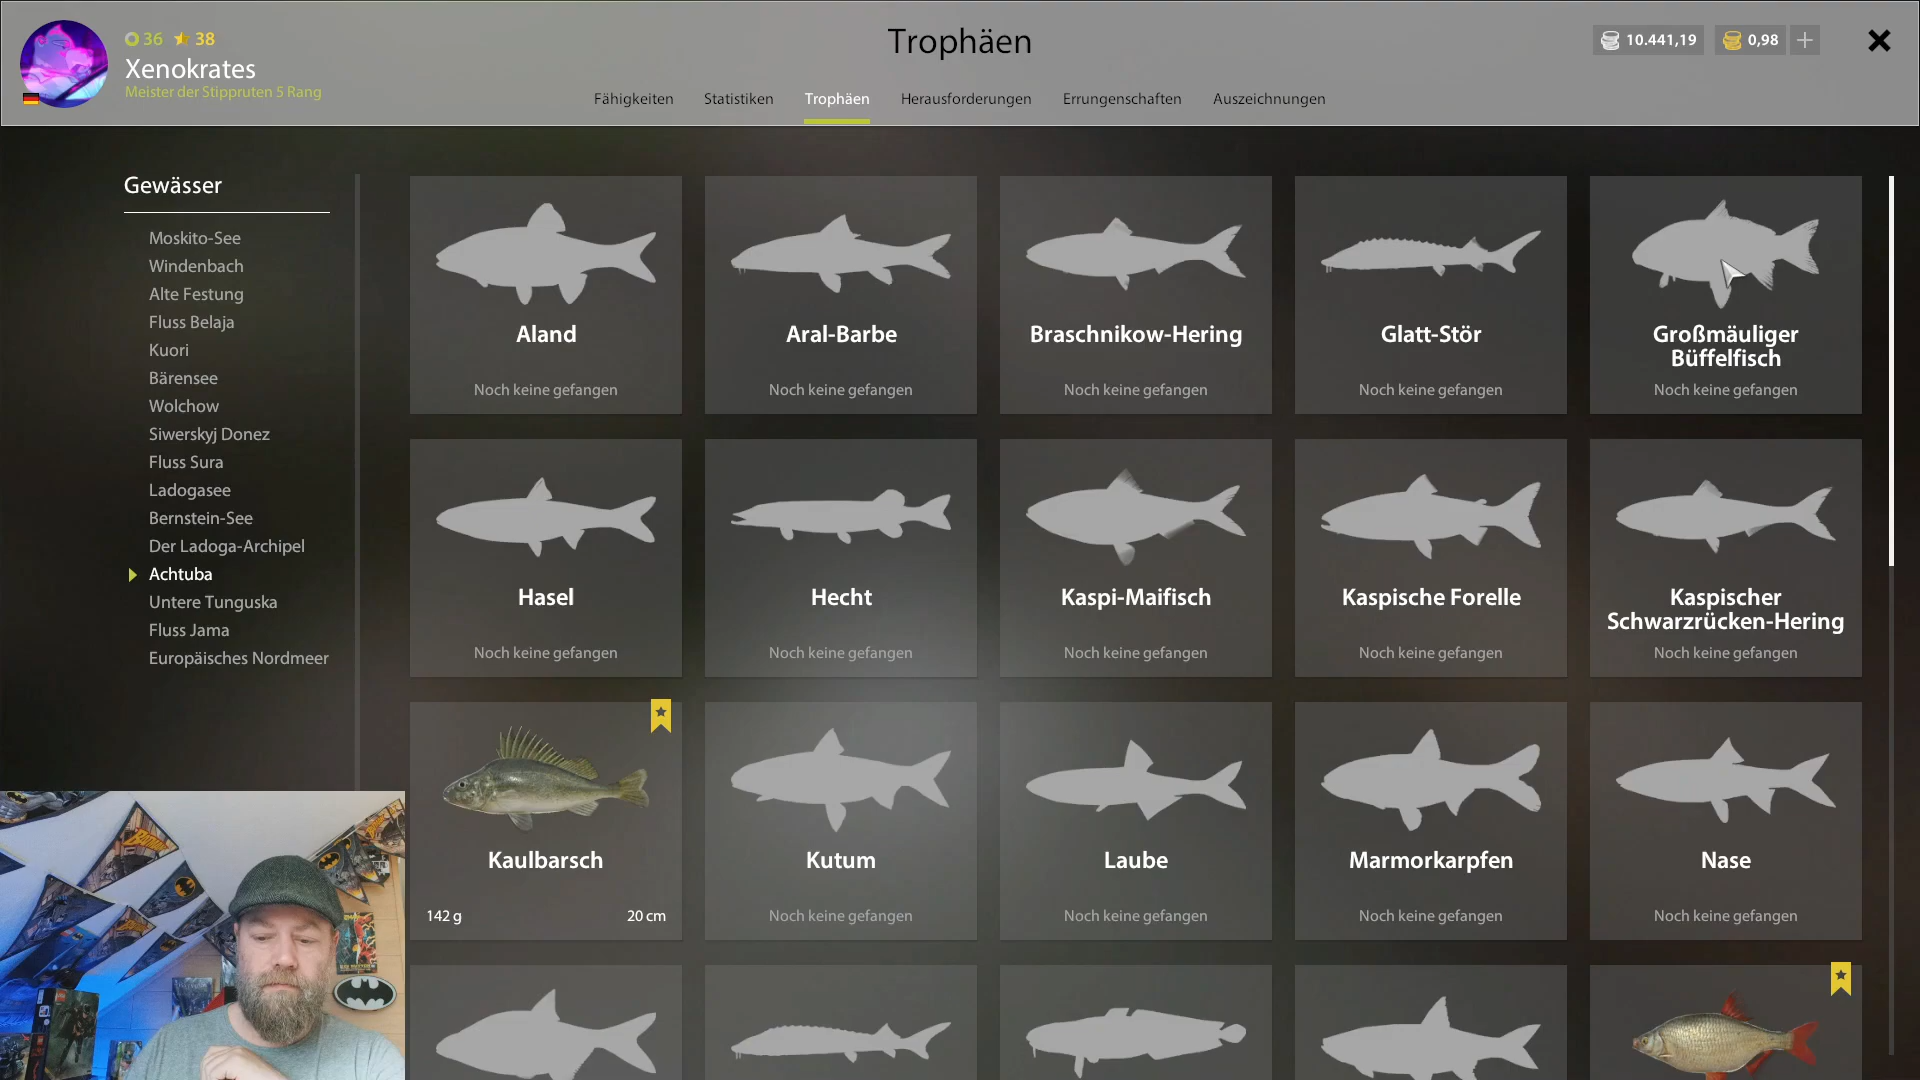 36 38
Xenokrates
Meister der Stippruten 5 Rang
Trophäen
10.441,19
0,98
Fähigkeiten
Statistiken
Trophäen
Herausforderungen
Errungenschaften
Auszeichnungen
Gewässer
Moskito-See
Windenbach
Alte Festung
Fluss Belaja
Kuori
Bärensee
Wolchow
Siwerskyj Donez
Fluss Sura
Ladogasee
Bernstein-See
Der Ladoga-Archipel
Achtuba
Untere Tunguska
Fluss Jama
Europäisches Nordmeer
Aland
Noch keine gefangen
Aral-Barbe
Noch keine gefangen
Braschnikow-Hering
Noch keine gefangen
Glatt-Stör
Noch keine gefangen
Großmäuliger
Büffelfisch
Noch keine gefangen
Hasel
Noch keine gefangen
Hecht
Noch keine gefangen
Kaspi-Maifisch
Noch keine gefangen
Kaspische Forelle
Noch keine gefangen
Kaspischer
Schwarzrücken-Hering
Noch keine gefangen
Kaulbarsch
142 g
20 cm
Kutum
Noch keine gefangen
Laube
Noch keine gefangen
Marmorkarpfen
Noch keine gefangen
Nase
Noch keine gefangen